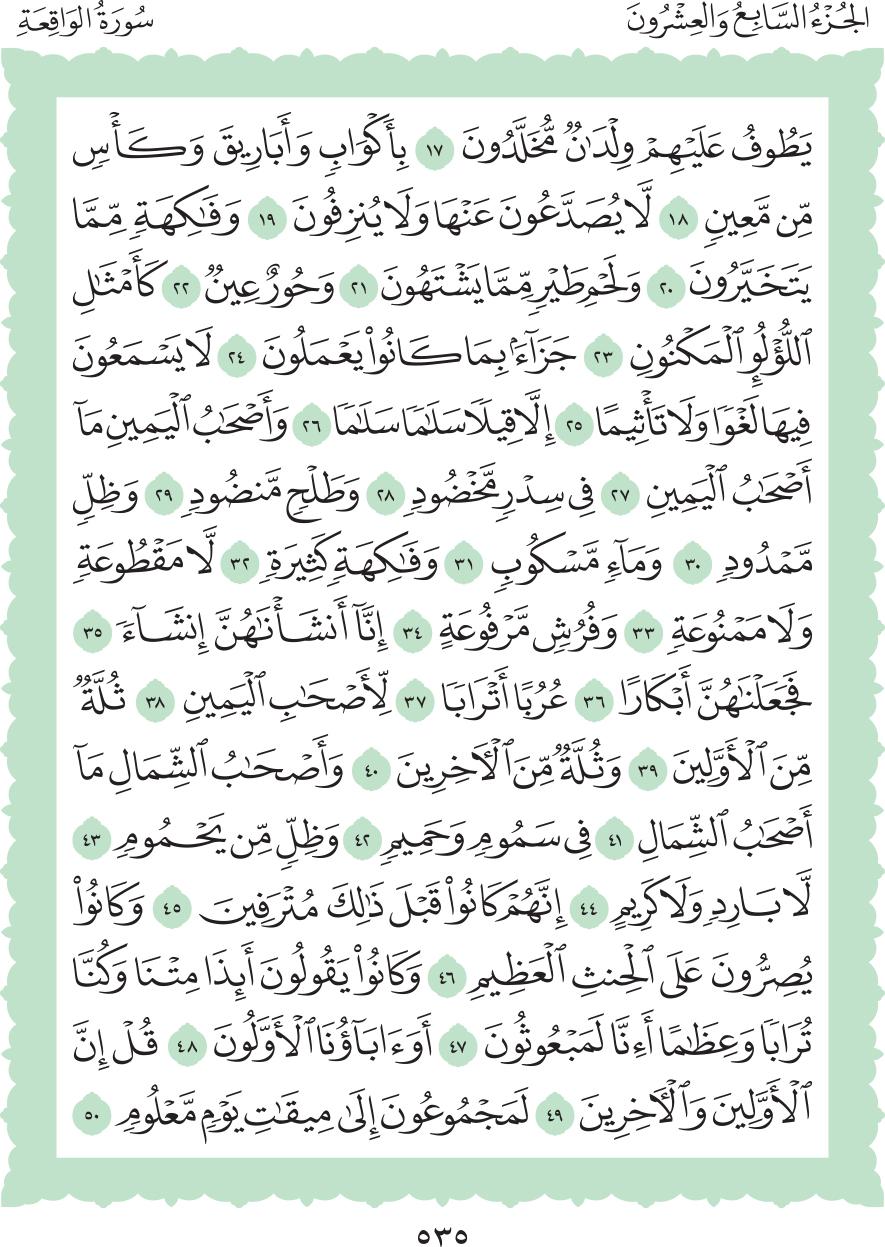 الجُزْءُ السَّابِعُ وَالعِشْرُونَ
سُورَةُ الوَاقِعَةِ
يَطُوفُ عَلَيْهِمْ وِلْدَٰنٌ مُّخَلَّدُونَ ١٧ بِأَكْوَابٍ وَأَبَارِيقَ وَكَأْسٍ
مِّن مَّعِينٍ ١٨ لَّا يُصَدَّعُونَ عَنْهَا وَلَا يُنزِفُونَ ١٩ وَفَٰكِهَةٍ مِّمَّا
يَتَخَيَّرُونَ ٢٠ وَلَحْمِ طَيْرٍ مِّمَّا يَشْتَهُونَ ٢١ وَحُورٌ عِينٌ ٢٢ كَأَمْثَٰلِ
ٱللُّؤْلُوِٕ ٱلْمَكْنُونِ ٢٣ جَزَآءًۢ بِمَا كَانُوا۟ يَعْمَلُونَ ٢٤ لَا يَسْمَعُونَ
فِيهَا لَغْوًا وَلَا تَأْثِيمًا ٢٥ إِلَّا قِيلًا سَلَٰمًا سَلَٰمًا ٢٦ وَأَصْحَٰبُ ٱلْيَمِينِ مَآ
أَصْحَٰبُ ٱلْيَمِينِ ٢٧ فِى سِدْرٍ مَّخْضُودٍ ٢٨ وَطَلْحٍ مَّنضُودٍ ٢٩ وَظِلٍّ
مَّمْدُودٍ ٣٠ وَمَآءٍ مَّسْكُوبٍ ٣١ وَفَٰكِهَةٍ كَثِيرَةٍ ٣٢ لَّا مَقْطُوعَةٍ
وَلَا مَمْنُوعَةٍ ٣٣ وَفُرُشٍ مَّرْفُوعَةٍ ٣٤ إِنَّآ أَنشَأْنَٰهُنَّ إِنشَآءً ٣٥
فَجَعَلْنَٰهُنَّ أَبْكَارًا ٣٦ عُرُبًا أَتْرَابًا ٣٧ لِّأَصْحَٰبِ ٱلْيَمِينِ ٣٨ ثُلَّةٌ
مِّنَ ٱلْأَوَّلِينَ ٣٩ وَثُلَّةٌ مِّنَ ٱلْـَٔاخِرِينَ ٤٠ وَأَصْحَٰبُ ٱلشِّمَالِ مَآ
أَصْحَٰبُ ٱلشِّمَالِ ٤١ فِى سَمُومٍ وَحَمِيمٍ ٤٢ وَظِلٍّ مِّن يَحْمُومٍ ٤٣
لَّا بَارِدٍ وَلَا كَرِيمٍ ٤٤ إِنَّهُمْ كَانُوا۟ قَبْلَ ذَٰلِكَ مُتْرَفِينَ ٤٥ وَكَانُوا۟
يُصِرُّونَ عَلَى ٱلْحِنثِ ٱلْعَظِيمِ ٤٦ وَكَانُوا۟ يَقُولُونَ أَئِذَا مِتْنَا وَكُنَّا
تُرَابًا وَعِظَٰمًا أَءِنَّا لَمَبْعُوثُونَ ٤٧ أَوَءَابَآؤُنَا ٱلْأَوَّلُونَ ٤٨ قُلْ إِنَّ
ٱلْأَوَّلِينَ وَٱلْـَٔاخِرِينَ ٤٩ لَمَجْمُوعُونَ إِلَىٰ مِيقَٰتِ يَوْمٍ مَّعْلُومٍ ٥٠
٥٣٥